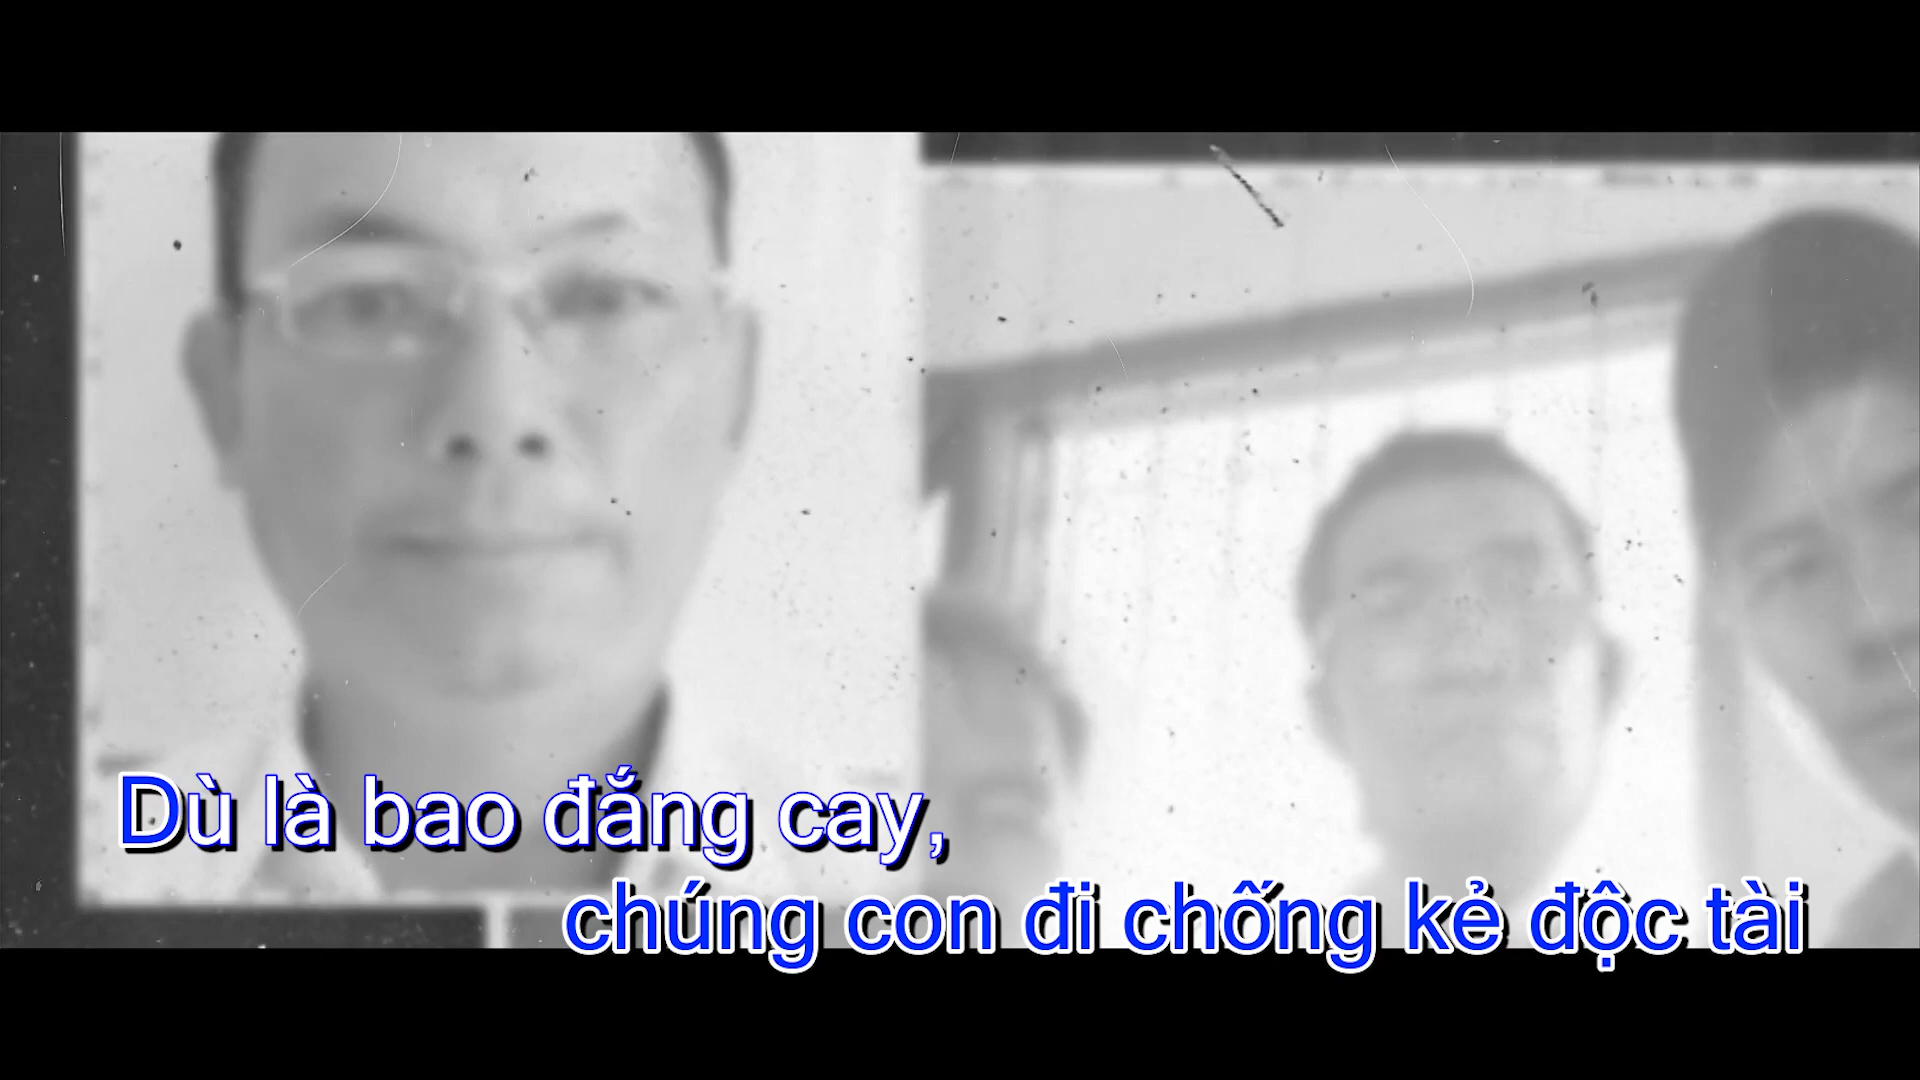 Dù là bao đắng cay,
chúng con đi chống kẻ độc tài